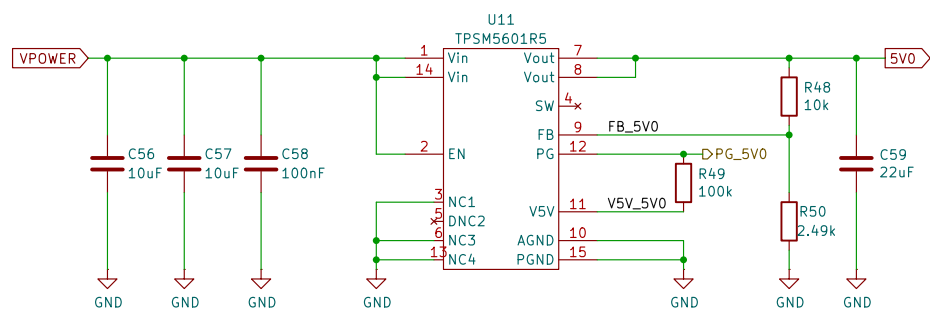 U11
TPSM5601R5
VPOWER
1
Vin
Vout
7
5V0
14
Vin
Vout
8
R48
10k
SW
4
FB
9
FB_5V0
2
EN
PG
12
PG_5V0
C56
10uF
C57
10uF
C58
100nF
C59
22uF
R49
100k
3
NC1
V5V
11
V5V_5V0
R50
2.49k
5
DNC2
6
NC3
AGND
10
13
NC4
PGND
15
GND
GND
GND
GND
GND
GND
GND